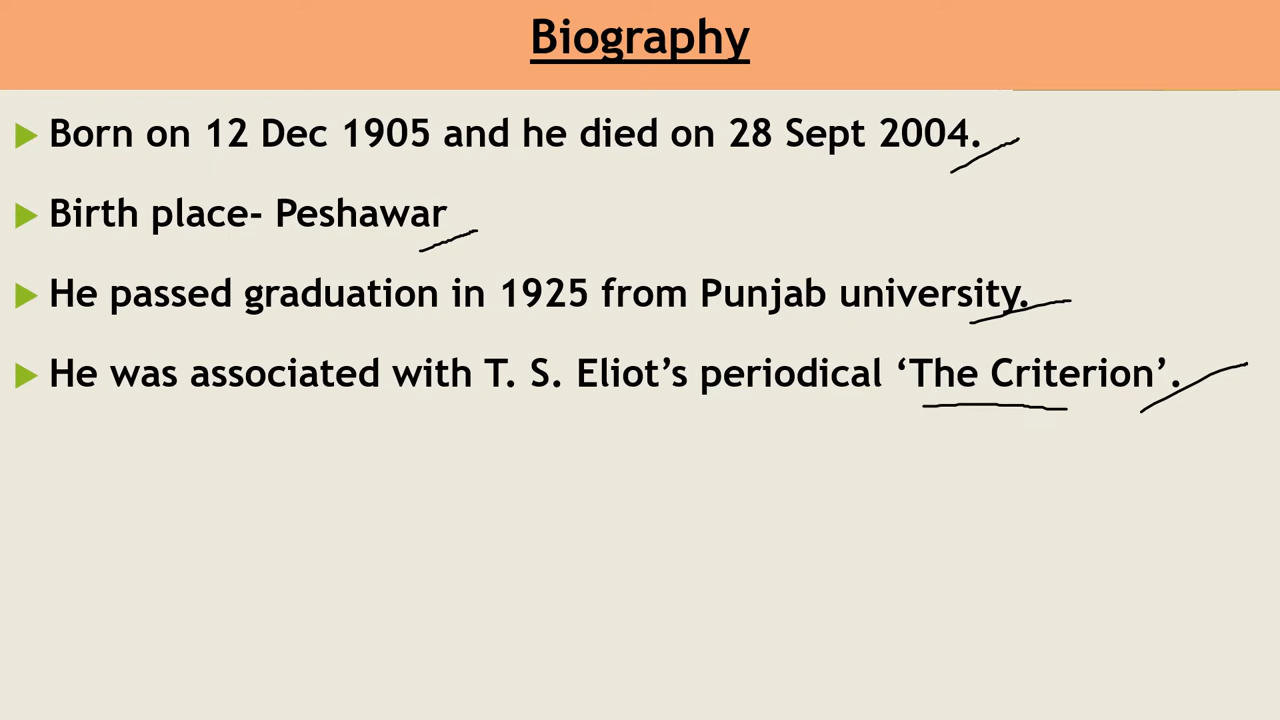 Biography
Born on 12 Dec 1905 and he died on 28 Sept 2004.
Birth place- Peshawar
He passed graduation in 1925 from Punjab university.
He was associated with T. S. Eliot’s periodical ‘The Criterion’.